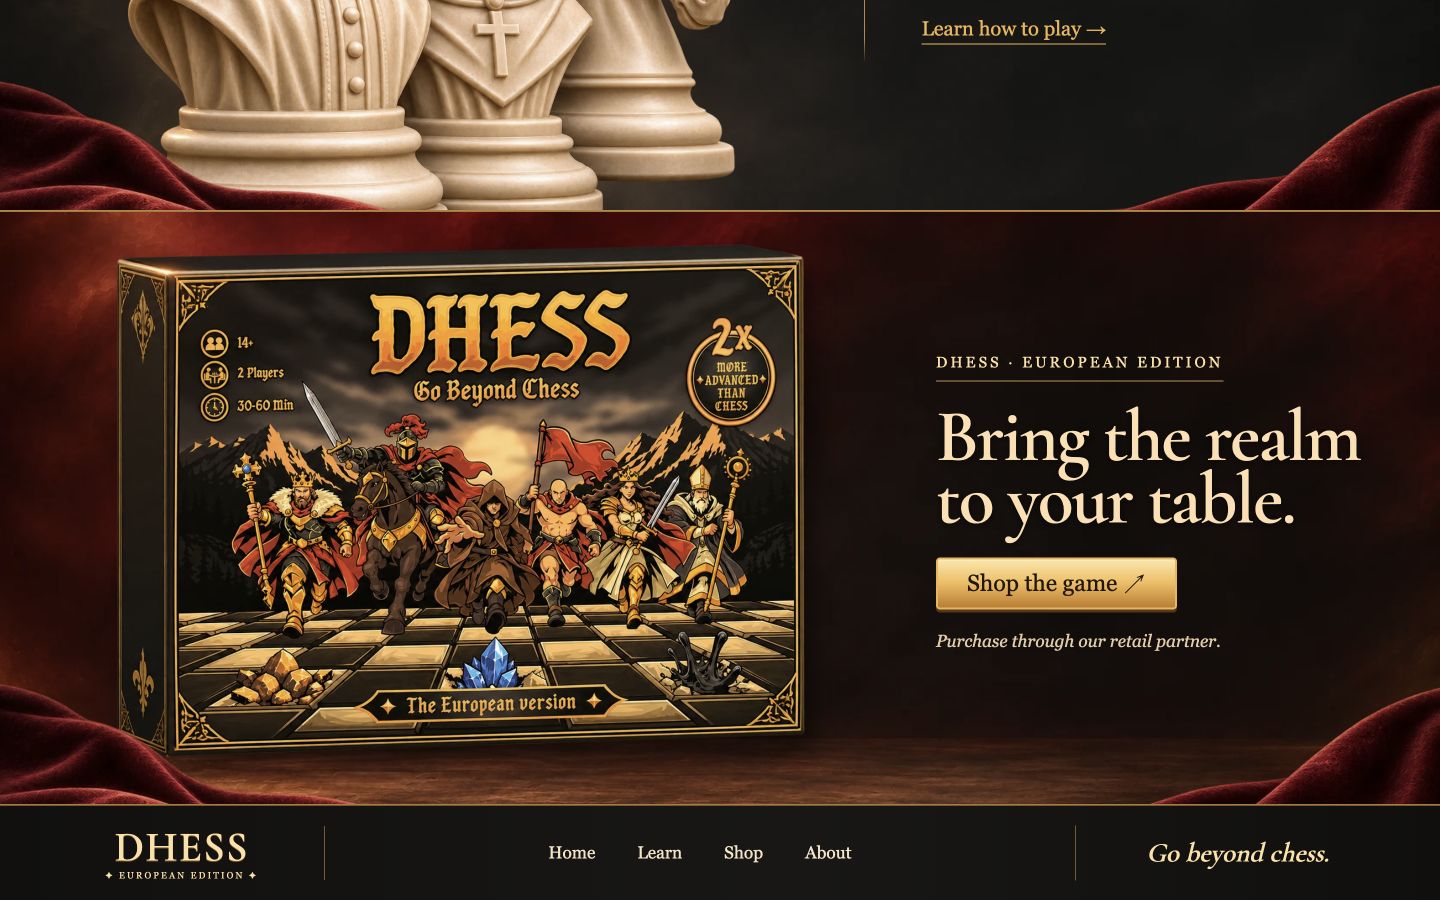 Learn how to play →
DHESS
Go Beyond Chess
14+
2 Players
30-60 Min
2x
MORE
ADVANCED
THAN
CHESS
The European version
DHESS · EUROPEAN EDITION
Bring the realm
to your table.
Shop the game ↗
Purchase through our retail partner.
DHESS
✦ EUROPEAN EDITION ✦
Home
Learn
Shop
About
Go beyond chess.